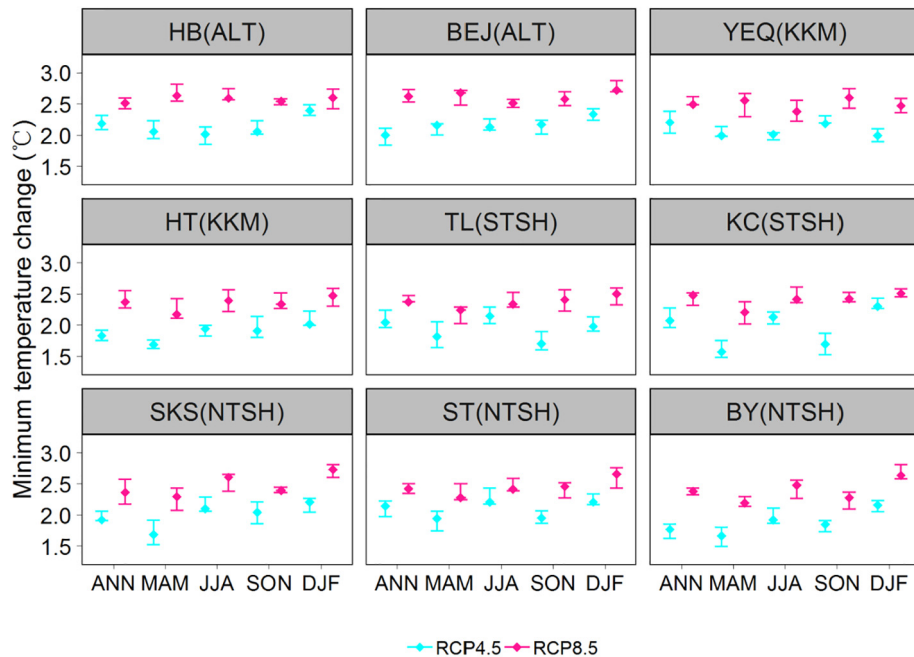 HB(ALT) BEJ(ALT) YEQ(KKM)
3.0
2.5
2.0
1.5
HT(KKM) TL(STSH) KC(STSH)
3.0
2.5
2.0
1.5
SKS(NTSH) ST(NTSH) BY(NTSH)
3.0
2.5
2.0
1.5
Minimum temperature change (℃)
ANN MAM JJA SON DJF ANN MAM JJA SON DJF ANN MAM JJA SON DJF
RCP4.5 RCP8.5